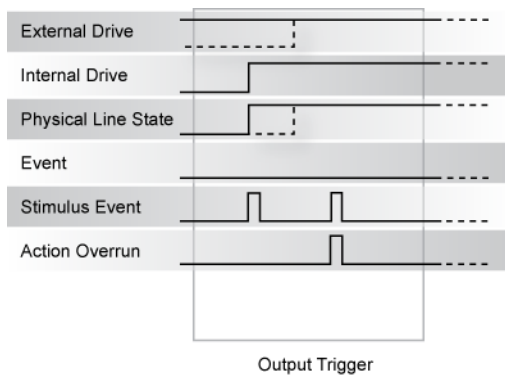 External Drive
Internal Drive
Physical Line State
Event
Stimulus Event
Action Overrun
Output Trigger